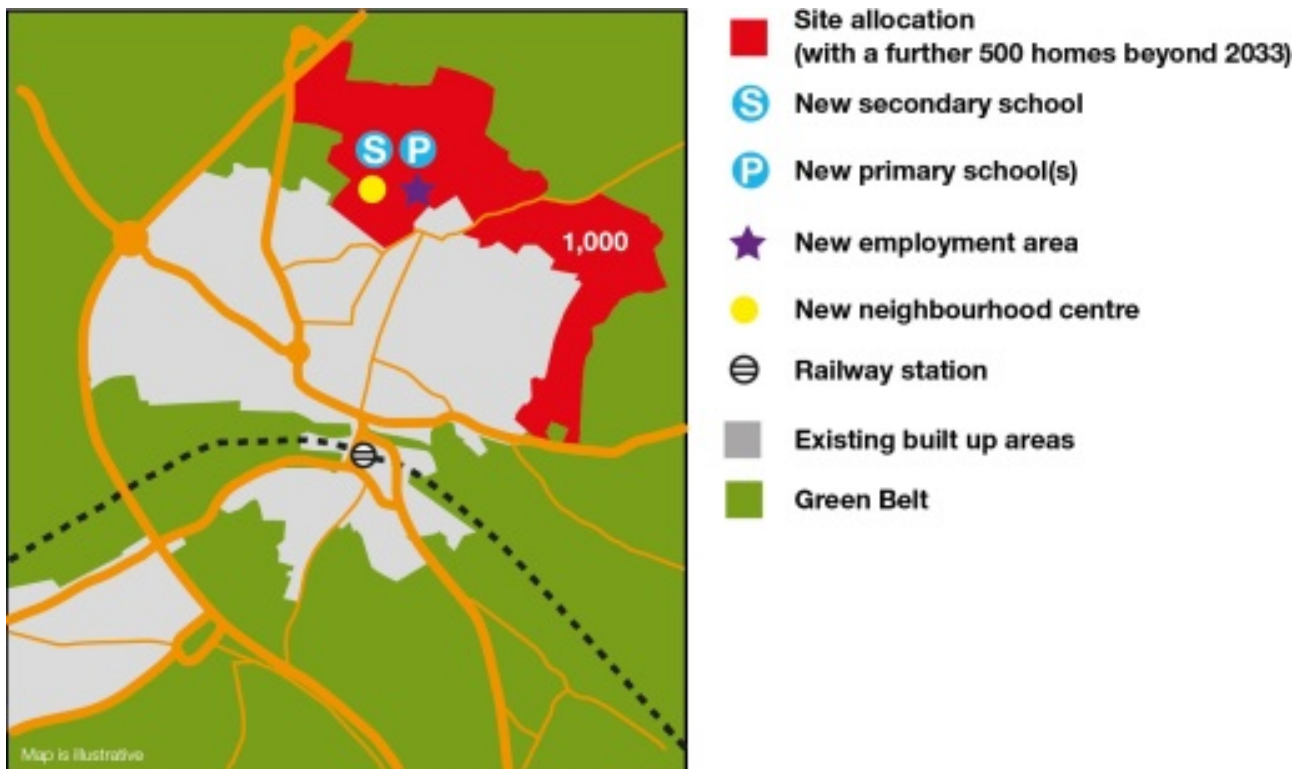 S P
1,000
Map is illustrative
Site allocation
(with a further 500 homes beyond 2033)
S New secondary school
P New primary school(s)
New employment area
New neighbourhood centre
Railway station
Existing built up areas
Green Belt